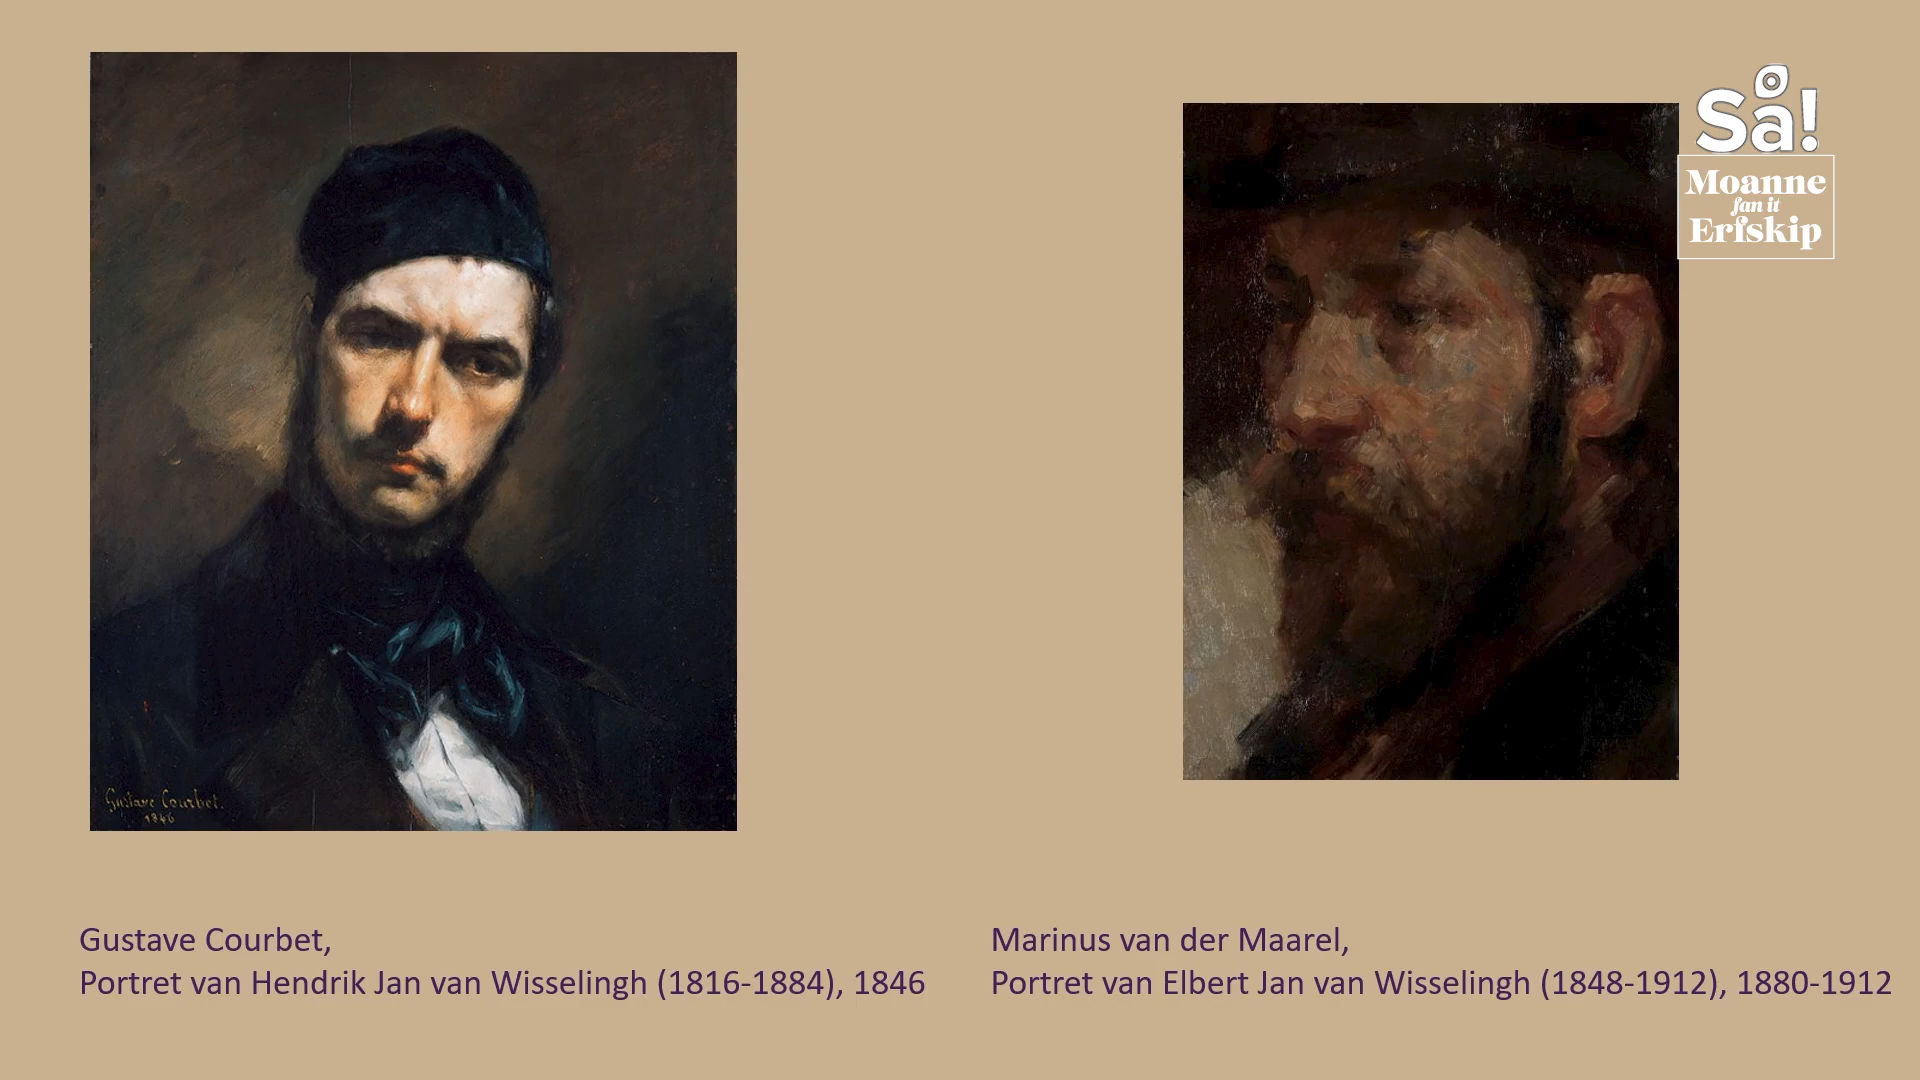 Så!
Moanne
fan it
Erfskip
Gustave Courbet.
1846
Gustave Courbet,
Portret van Hendrik Jan van Wisselingh (1816-1884), 1846
Marinus van der Maarel,
Portret van Elbert Jan van Wisselingh (1848-1912), 1880-1912